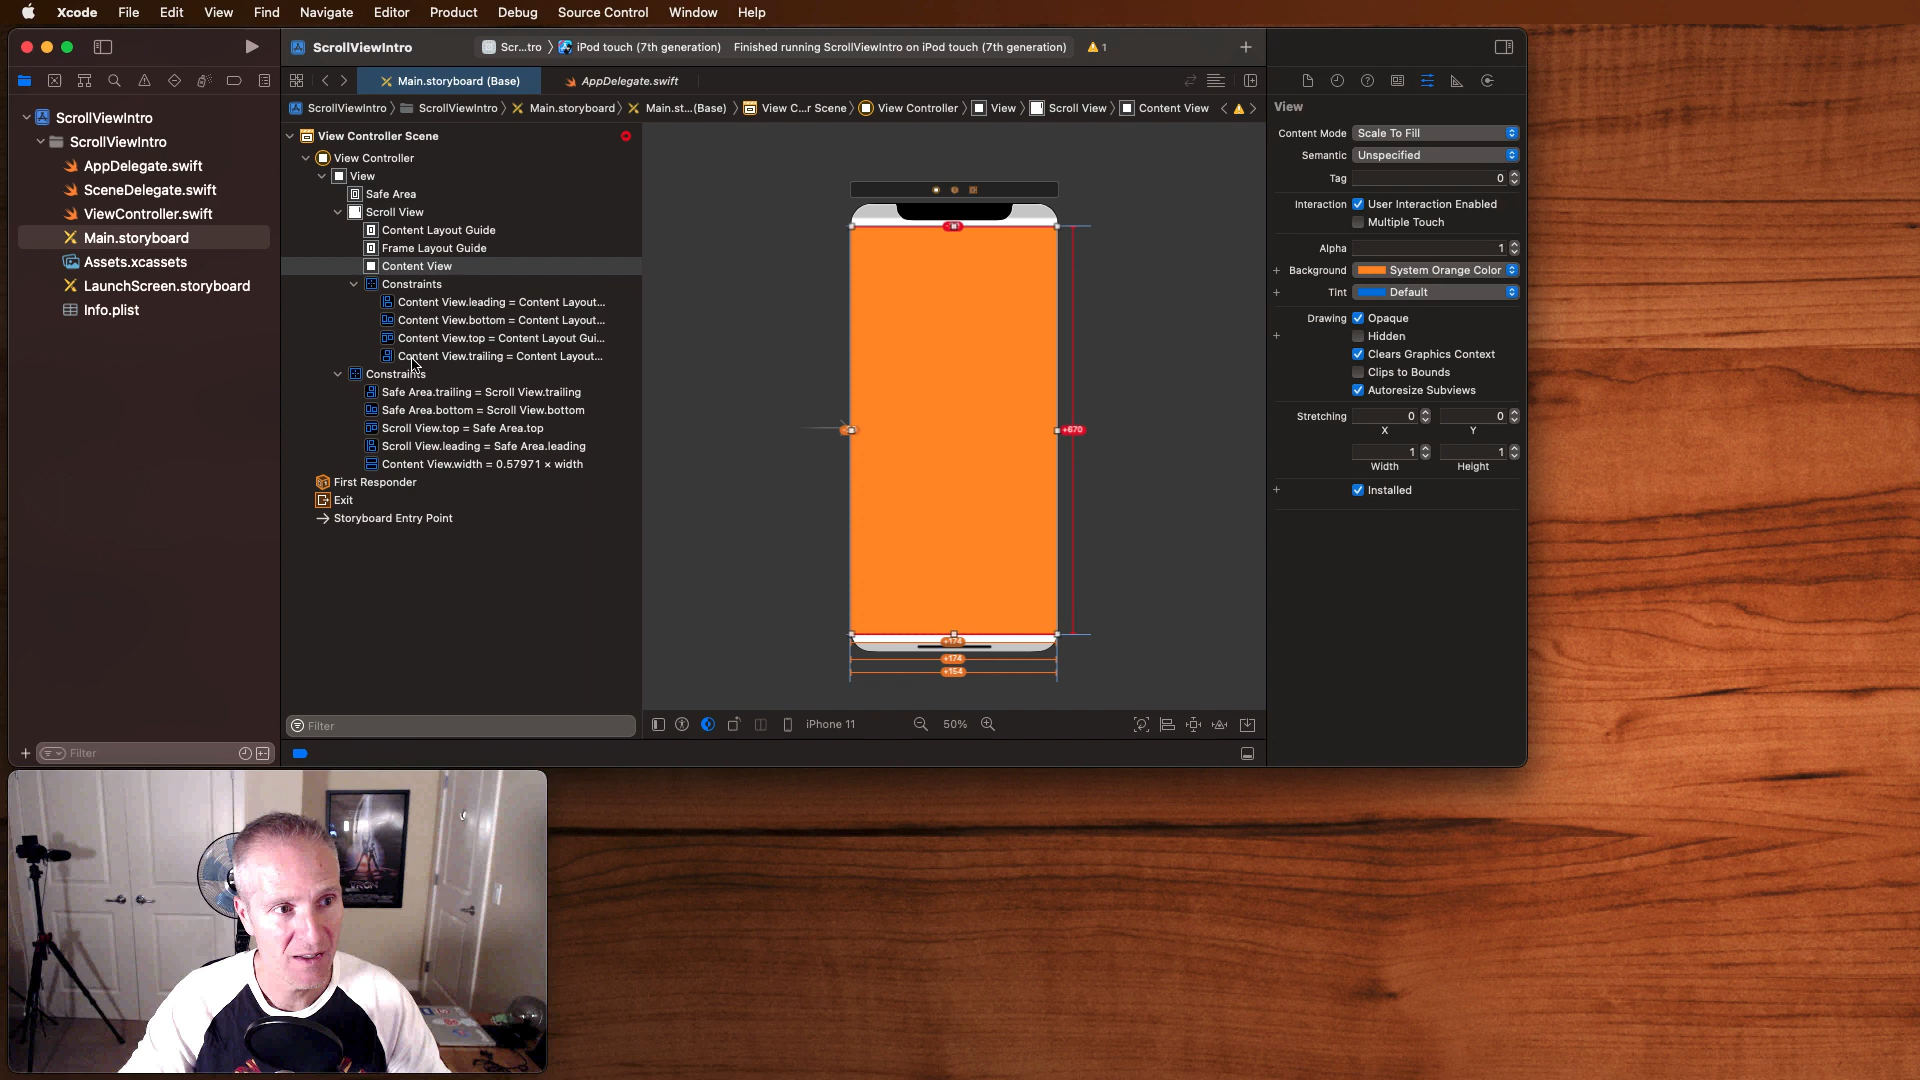 Xcode File Edit View Find Navigate Editor Product Debug Source Control Window Help
ScrollViewIntro
Scr...tro
iPod touch (7th generation)
Finished running ScrollViewIntro on iPod touch (7th generation)
1
Main.storyboard (Base)
AppDelegate.swift
ScrollViewIntro
ScrollViewIntro
Main.storyboard
Main.st...(Base)
View C...r Scene
View Controller
View
Scroll View
Content View
ScrollViewIntro
ScrollViewIntro
AppDelegate.swift
SceneDelegate.swift
ViewController.swift
Main.storyboard
Assets.xcassets
LaunchScreen.storyboard
Info.plist
Filter
View Controller Scene
View Controller
View
Safe Area
Scroll View
Content Layout Guide
Frame Layout Guide
Content View
Constraints
Content View.leading = Content Layout...
Content View.bottom = Content Layout...
Content View.top = Content Layout Gui...
Content View.trailing = Content Layout...
Constraints
Safe Area.trailing = Scroll View.trailing
Safe Area.bottom = Scroll View.bottom
Scroll View.top = Safe Area.top
Scroll View.leading = Safe Area.leading
Content View.width = 0.57971 × width
First Responder
Exit
Storyboard Entry Point
Filter
+670
+174
+174
+154
iPhone 11
50%
View
Content Mode Scale To Fill
Semantic Unspecified
Tag 0
Interaction User Interaction Enabled
Multiple Touch
Alpha 1
Background System Orange Color
Tint Default
Drawing Opaque
Hidden
Clears Graphics Context
Clips to Bounds
Autoresize Subviews
Stretching 0 0
X Y
1 1
Width Height
Installed
TRON